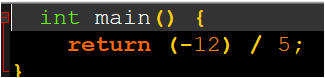 int main() {
return (-12) / 5;
}